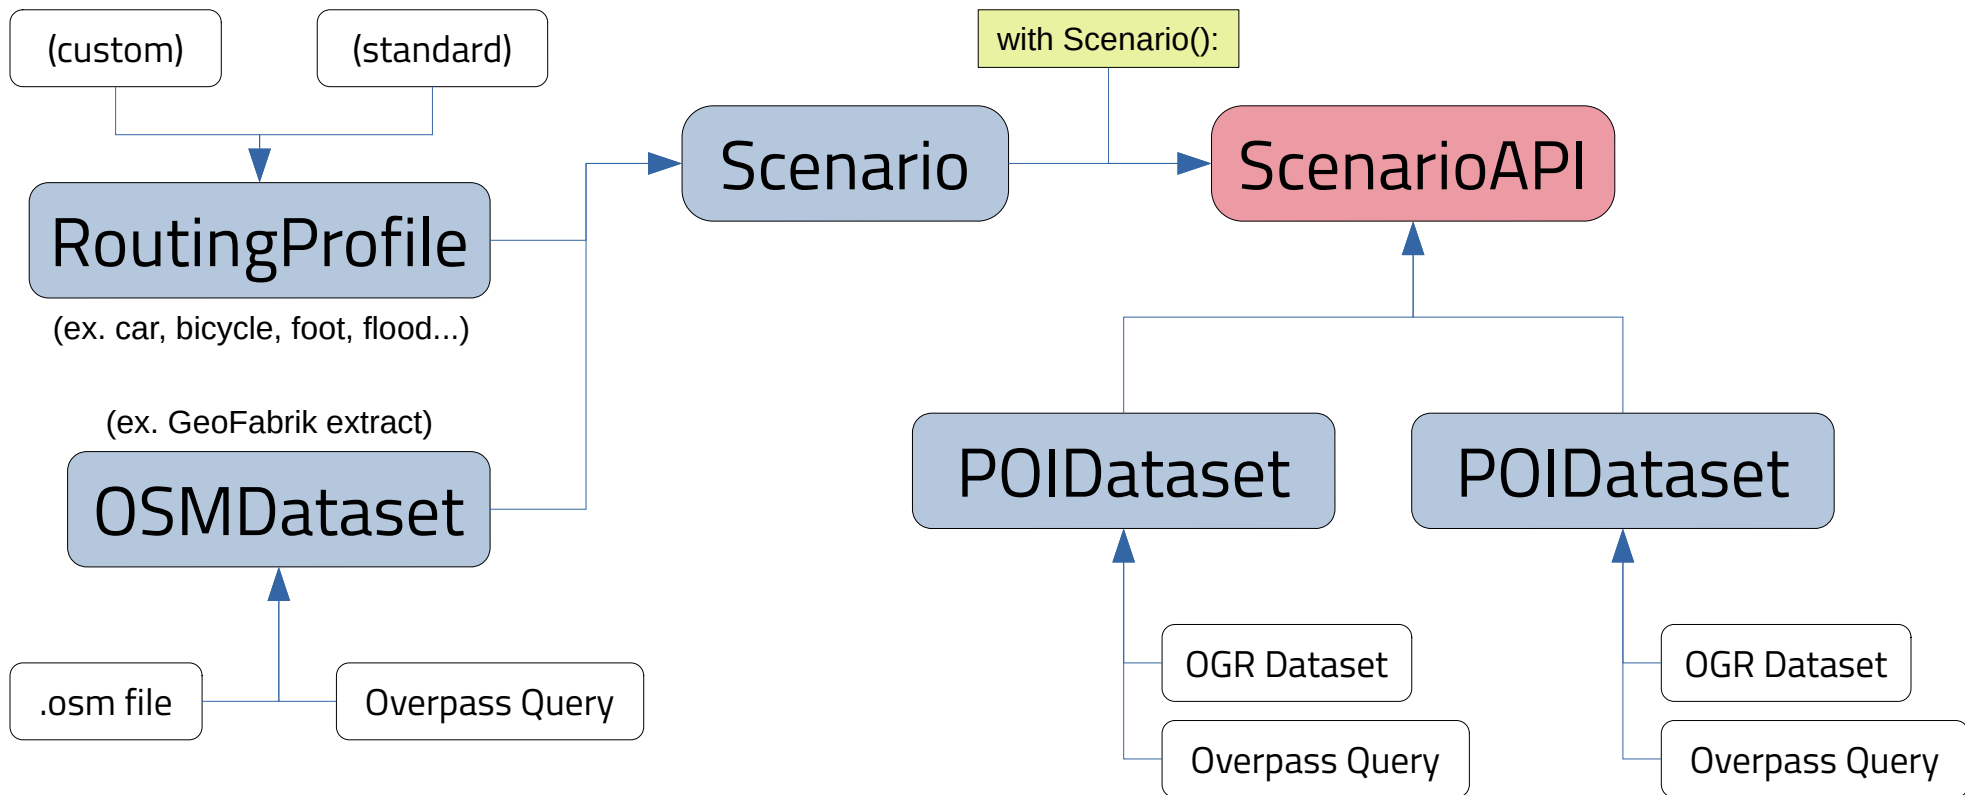 (custom)
(standard)
with Scenario():
Scenario
ScenarioAPI
RoutingProfile
(ex. car, bicycle, foot, flood...)
(ex. GeoFabrik extract)
OSMDataset
POIDataset
POIDataset
.osm file
Overpass Query
OGR Dataset
Overpass Query
OGR Dataset
Overpass Query